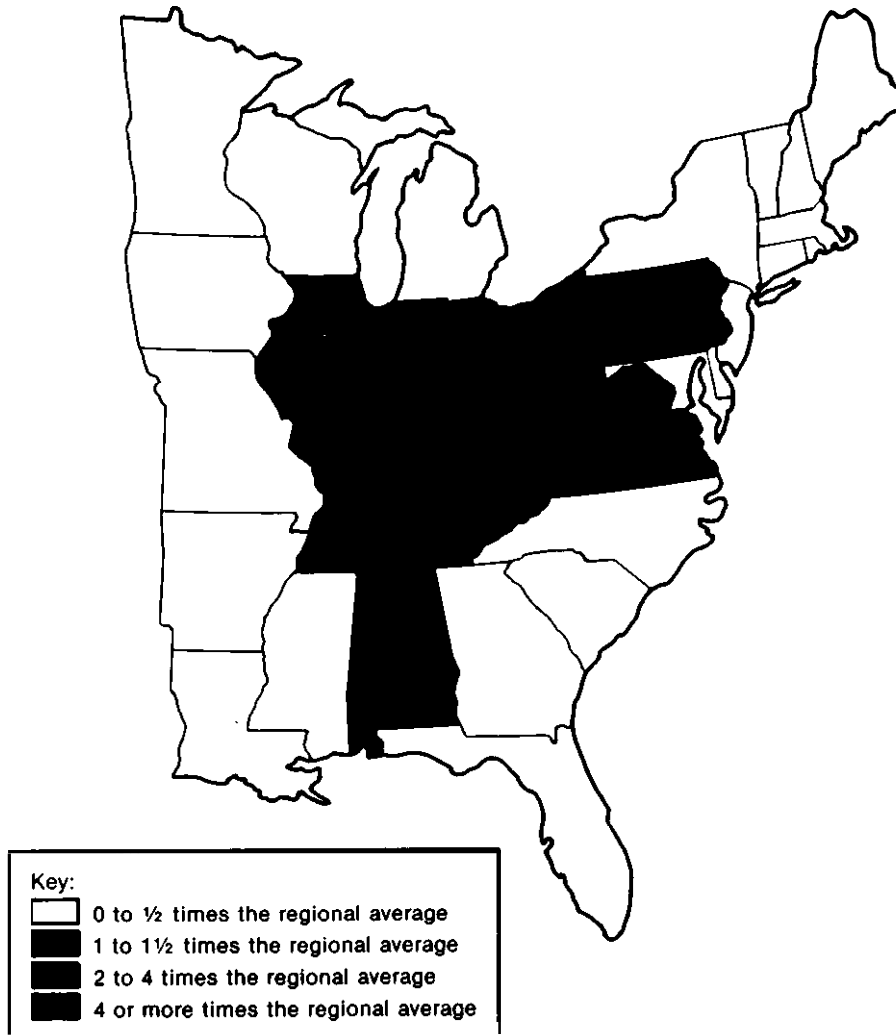 Key:
0 to ½ times the regional average
1 to 1½ times the regional average
2 to 4 times the regional average
4 or more times the regional average